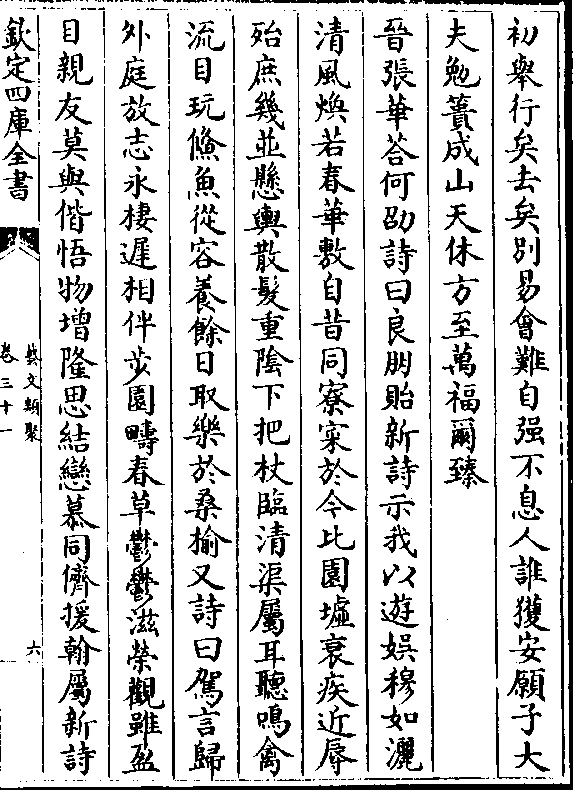 初舉行矣去矣別易會難自强不息人誰獲安願子大
夫勉簣成山天休方至萬福爾臻
晉張華荅何劭詩曰良朋貽新詩示我以遊娱穆如灑
清風煥若春華敷自昔同寮寀於今比園墟衰疾近辱
殆庶幾並懸輿散髮重陰下把杖臨清渠屬耳聽鳴禽
流目玩鯈魚從容養餘日取樂於桑榆又詩曰駕言歸
外庭放志永棲遲相伴步園疇春草鬱鬱滋榮觀雖盈
目親友莫與偕悟物增隆思結戀慕同儕援翰屬新詩
欽定四庫全書
藝文類聚
卷三十一
六